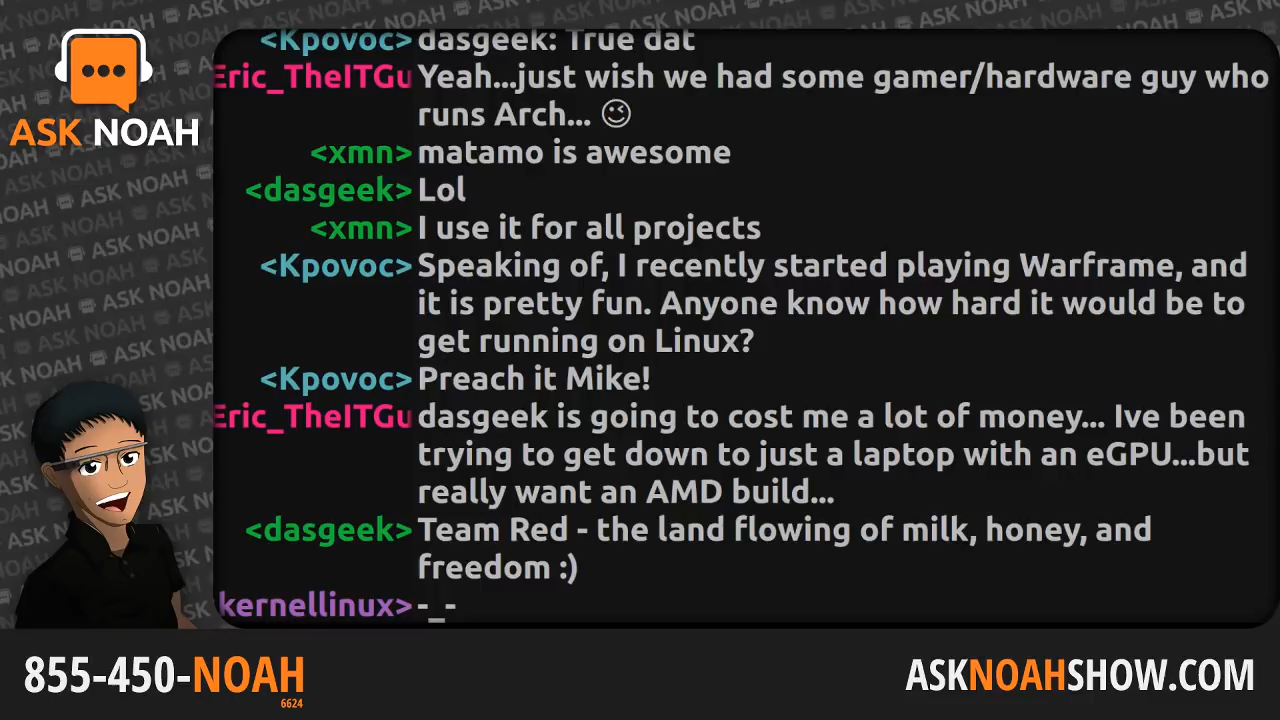 ASK NOAH
<Kpovoc> dasgeek: True dat
Eric_TheITGu Yeah...just wish we had some gamer/hardware guy who
runs Arch... 😉
<xmn> matamo is awesome
<dasgeek> Lol
<xmn> I use it for all projects
<Kpovoc> Speaking of, I recently started playing Warframe, and
it is pretty fun. Anyone know how hard it would be to
get running on Linux?
<Kpovoc> Preach it Mike!
Eric_TheITGu dasgeek is going to cost me a lot of money... Ive been
trying to get down to just a laptop with an eGPU...but
really want an AMD build...
<dasgeek> Team Red - the land flowing of milk, honey, and
freedom :)
kernellinux> -_-
855-450-NOAH
6624
ASKNOAHSHOW.COM